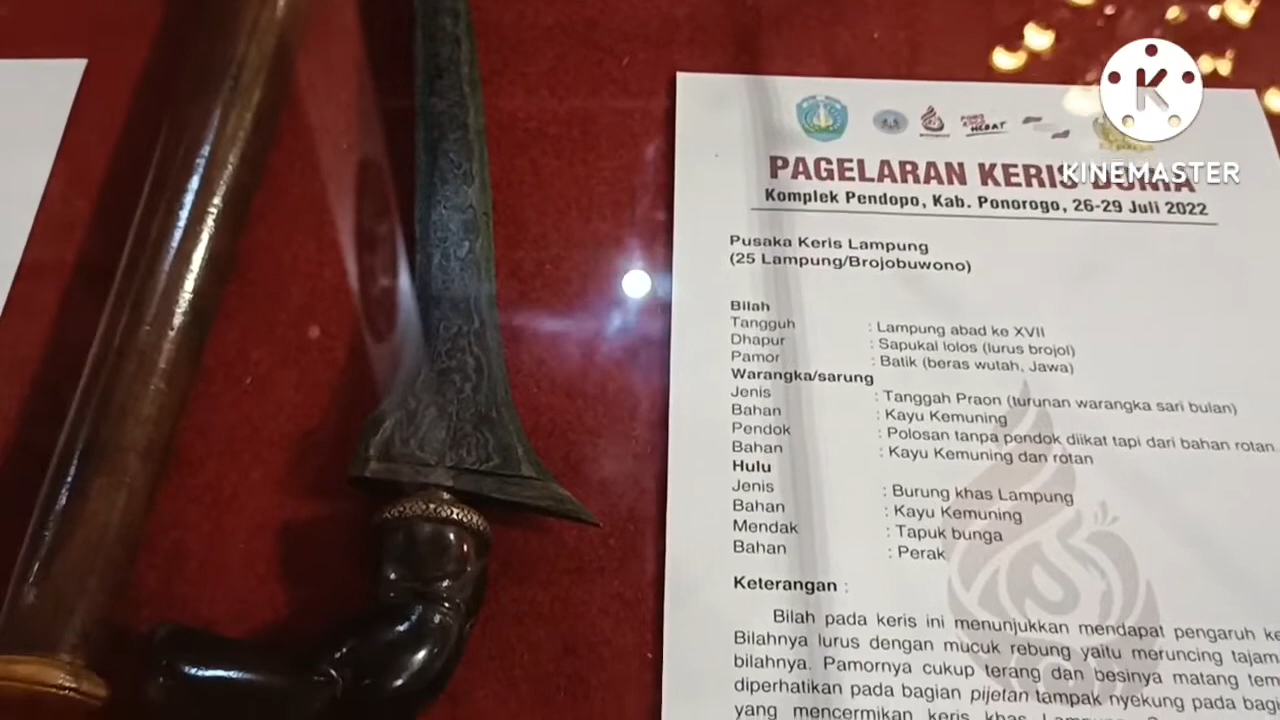 KINEMASTER
PAGELARAN KERIS DUNIA
Komplek Pendopo, Kab. Ponorogo, 26-29 Juli 2022
Pusaka Keris Lampung
(25 Lampung/Brojobuwono)
Bilah
Tangguh : Lampung abad ke XVII
Dhapur : Sapukal lolos (lurus brojol)
Pamor : Batik (beras wutah, Jawa)
Warangka/sarung
Jenis : Tanggah Praon (turunan warangka sari bulan)
Bahan : Kayu Kemuning
Pendok : Polosan tanpa pendok diikat tapi dari bahan rotan
Bahan : Kayu Kemuning dan rotan
Hulu
Jenis : Burung khas Lampung
Bahan : Kayu Kemuning
Mendak : Tapuk bunga
Bahan : Perak
Keterangan :
Bilah pada keris ini menunjukkan mendapat pengaruh
Bilahnya lurus dengan mucuk rebung yaitu meruncing tajam
bilahnya. Pamornya cukup terang dan besinya matang
diperhatikan pada bagian pijetan tampak nyekung pada
yang mencermikan keris khas